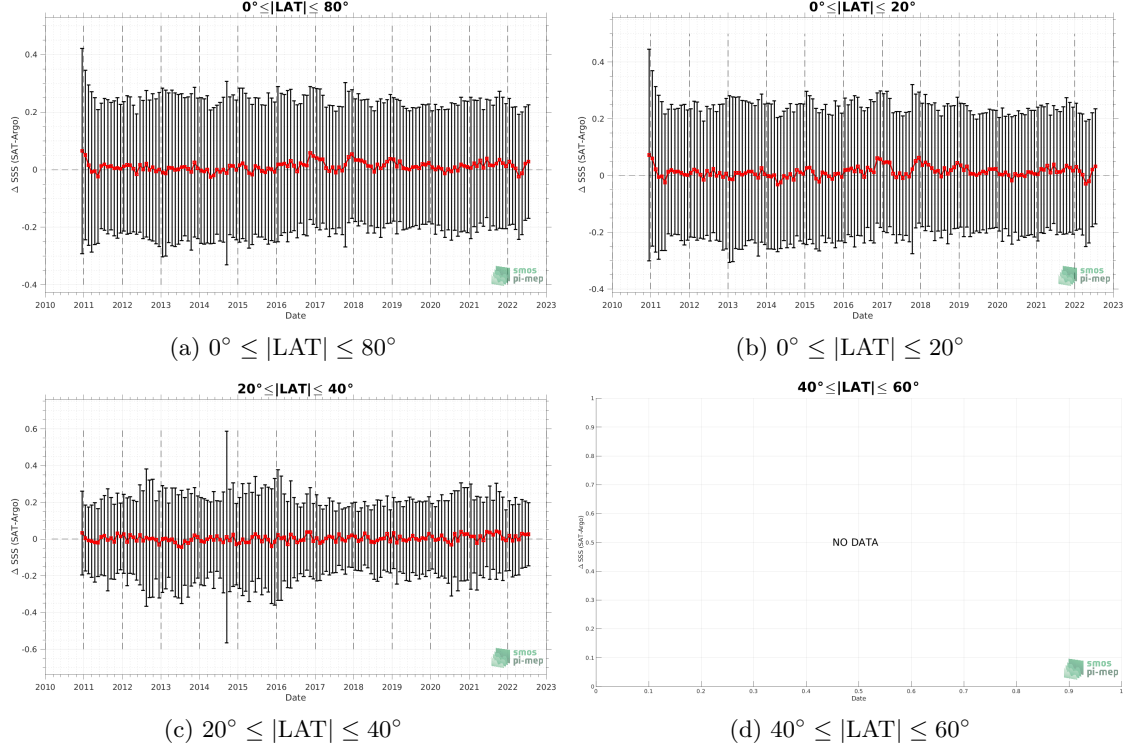 0°≤|LAT|≤ 80°
Δ SSS (SAT-Argo)
0.4
0.2
0
-0.2
-0.4
2010 2011 2012 2013 2014 2015 2016 2017 2018 2019 2020 2021 2022 2023
Date
smos
pi-mep
(a) 0° ≤ |LAT| ≤ 80°
0°≤|LAT|≤ 20°
Δ SSS (SAT-Argo)
0.4
0.2
0
-0.2
-0.4
2010 2011 2012 2013 2014 2015 2016 2017 2018 2019 2020 2021 2022 2023
Date
smos
pi-mep
(b) 0° ≤ |LAT| ≤ 20°
20°≤|LAT|≤ 40°
Δ SSS (SAT-Argo)
0.6
0.4
0.2
0
-0.2
-0.4
-0.6
2010 2011 2012 2013 2014 2015 2016 2017 2018 2019 2020 2021 2022 2023
Date
smos
pi-mep
(c) 20° ≤ |LAT| ≤ 40°
40°≤|LAT|≤ 60°
Δ SSS (SAT-Argo)
1
0.9
0.8
0.7
0.6
0.5
0.4
0.3
0.2
0.1
0
NO DATA
0 0.1 0.2 0.3 0.4 0.5 0.6 0.7 0.8 0.9 1
smos
pi-mep
(d) 40° ≤ |LAT| ≤ 60°